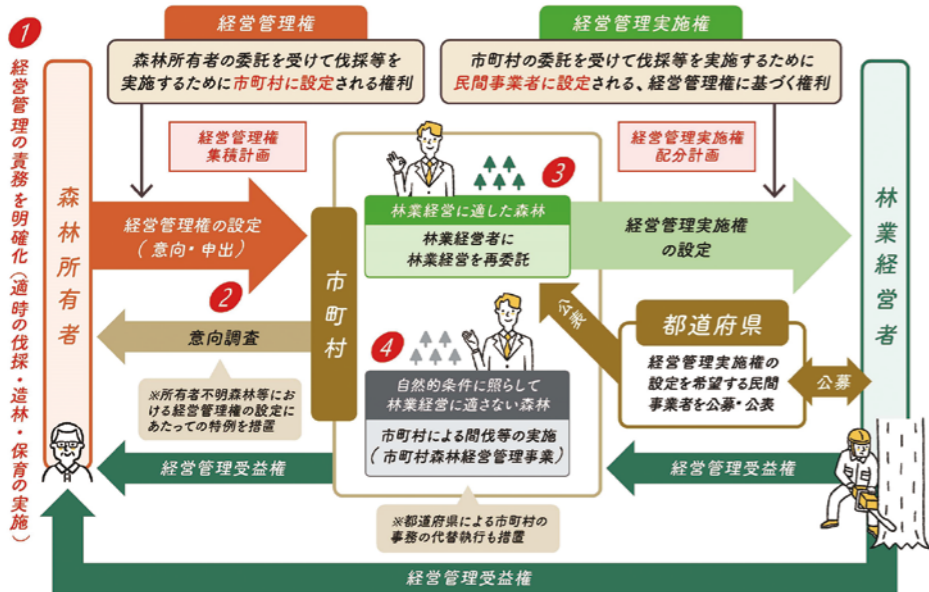 経営管理権
森林所有者の委託を受けて伐採等を
実施するために市町村に設定される権利
経営管理実施権
市町村の委託を受けて伐採等を実施するために
民間事業者に設定される、経営管理権に基づく権利
1
経営管理の責務を明確化（適時の伐採・造林・保育の実施）
森林所有者
経営管理権
集積計画
経営管理権の設定
（意向・申出）
2
意向調査
※所有者不明森林等にお
ける経営管理権の設定に
あたっての特例を措置
市町村
3
林業経営に適した森林
林業経営者に
林業経営を再委託
4
自然的条件に照らして
林業経営に適さない森林
市町村による間伐等の実施
（市町村森林経営管理事業）
※都道府県による市町村の
事務の代替執行も措置
経営管理実施権
配分計画
経営管理実施権
の設定
公表
都道府県
経営管理実施権の
設定を希望する民間
事業者を公募・公表
公募
林業経営者
経営管理受益権
経営管理受益権
経営管理受益権